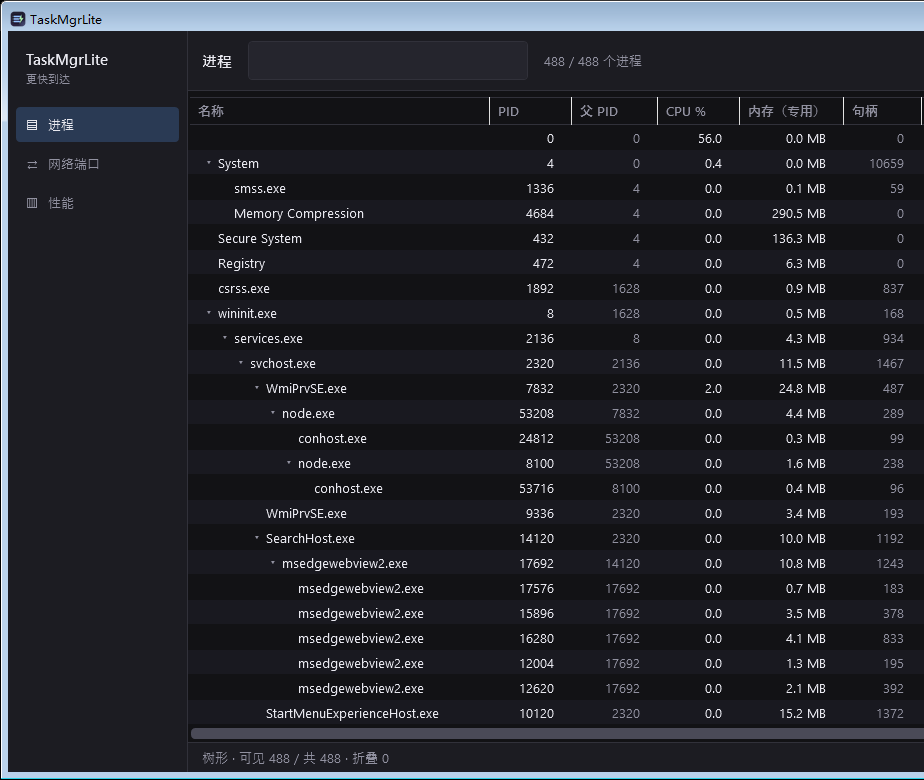 TaskMgrLite
TaskMgrLite
更快到达
进程
网络端口
性能
进程 488 / 488 个进程
名称 PID 父 PID CPU % 内存（专用） 句柄
0 0 56.0 0.0 MB 0
System 4 0 0.4 0.0 MB 10659
smss.exe 1336 4 0.0 0.1 MB 59
Memory Compression 4684 4 0.0 290.5 MB 0
Secure System 432 4 0.0 136.3 MB 0
Registry 472 4 0.0 6.3 MB 0
csrss.exe 1892 1628 0.0 0.9 MB 837
wininit.exe 8 1628 0.0 0.5 MB 168
services.exe 2136 8 0.0 4.3 MB 934
svchost.exe 2320 2136 0.0 11.5 MB 1467
WmiPrvSE.exe 7832 2320 2.0 24.8 MB 487
node.exe 53208 7832 0.0 4.4 MB 289
conhost.exe 24812 53208 0.0 0.3 MB 99
node.exe 8100 53208 0.0 1.6 MB 238
conhost.exe 53716 8100 0.0 0.4 MB 96
WmiPrvSE.exe 9336 2320 0.0 3.4 MB 193
SearchHost.exe 14120 2320 0.0 10.0 MB 1192
msedgewebview2.exe 17692 14120 0.0 10.8 MB 1243
msedgewebview2.exe 17576 17692 0.0 0.7 MB 183
msedgewebview2.exe 15896 17692 0.0 3.5 MB 378
msedgewebview2.exe 16280 17692 0.0 4.1 MB 833
msedgewebview2.exe 12004 17692 0.0 1.3 MB 195
msedgewebview2.exe 12620 17692 0.0 2.1 MB 392
StartMenuExperienceHost.exe 10120 2320 0.0 15.2 MB 1372
树形 · 可见 488 / 共 488 · 折叠 0